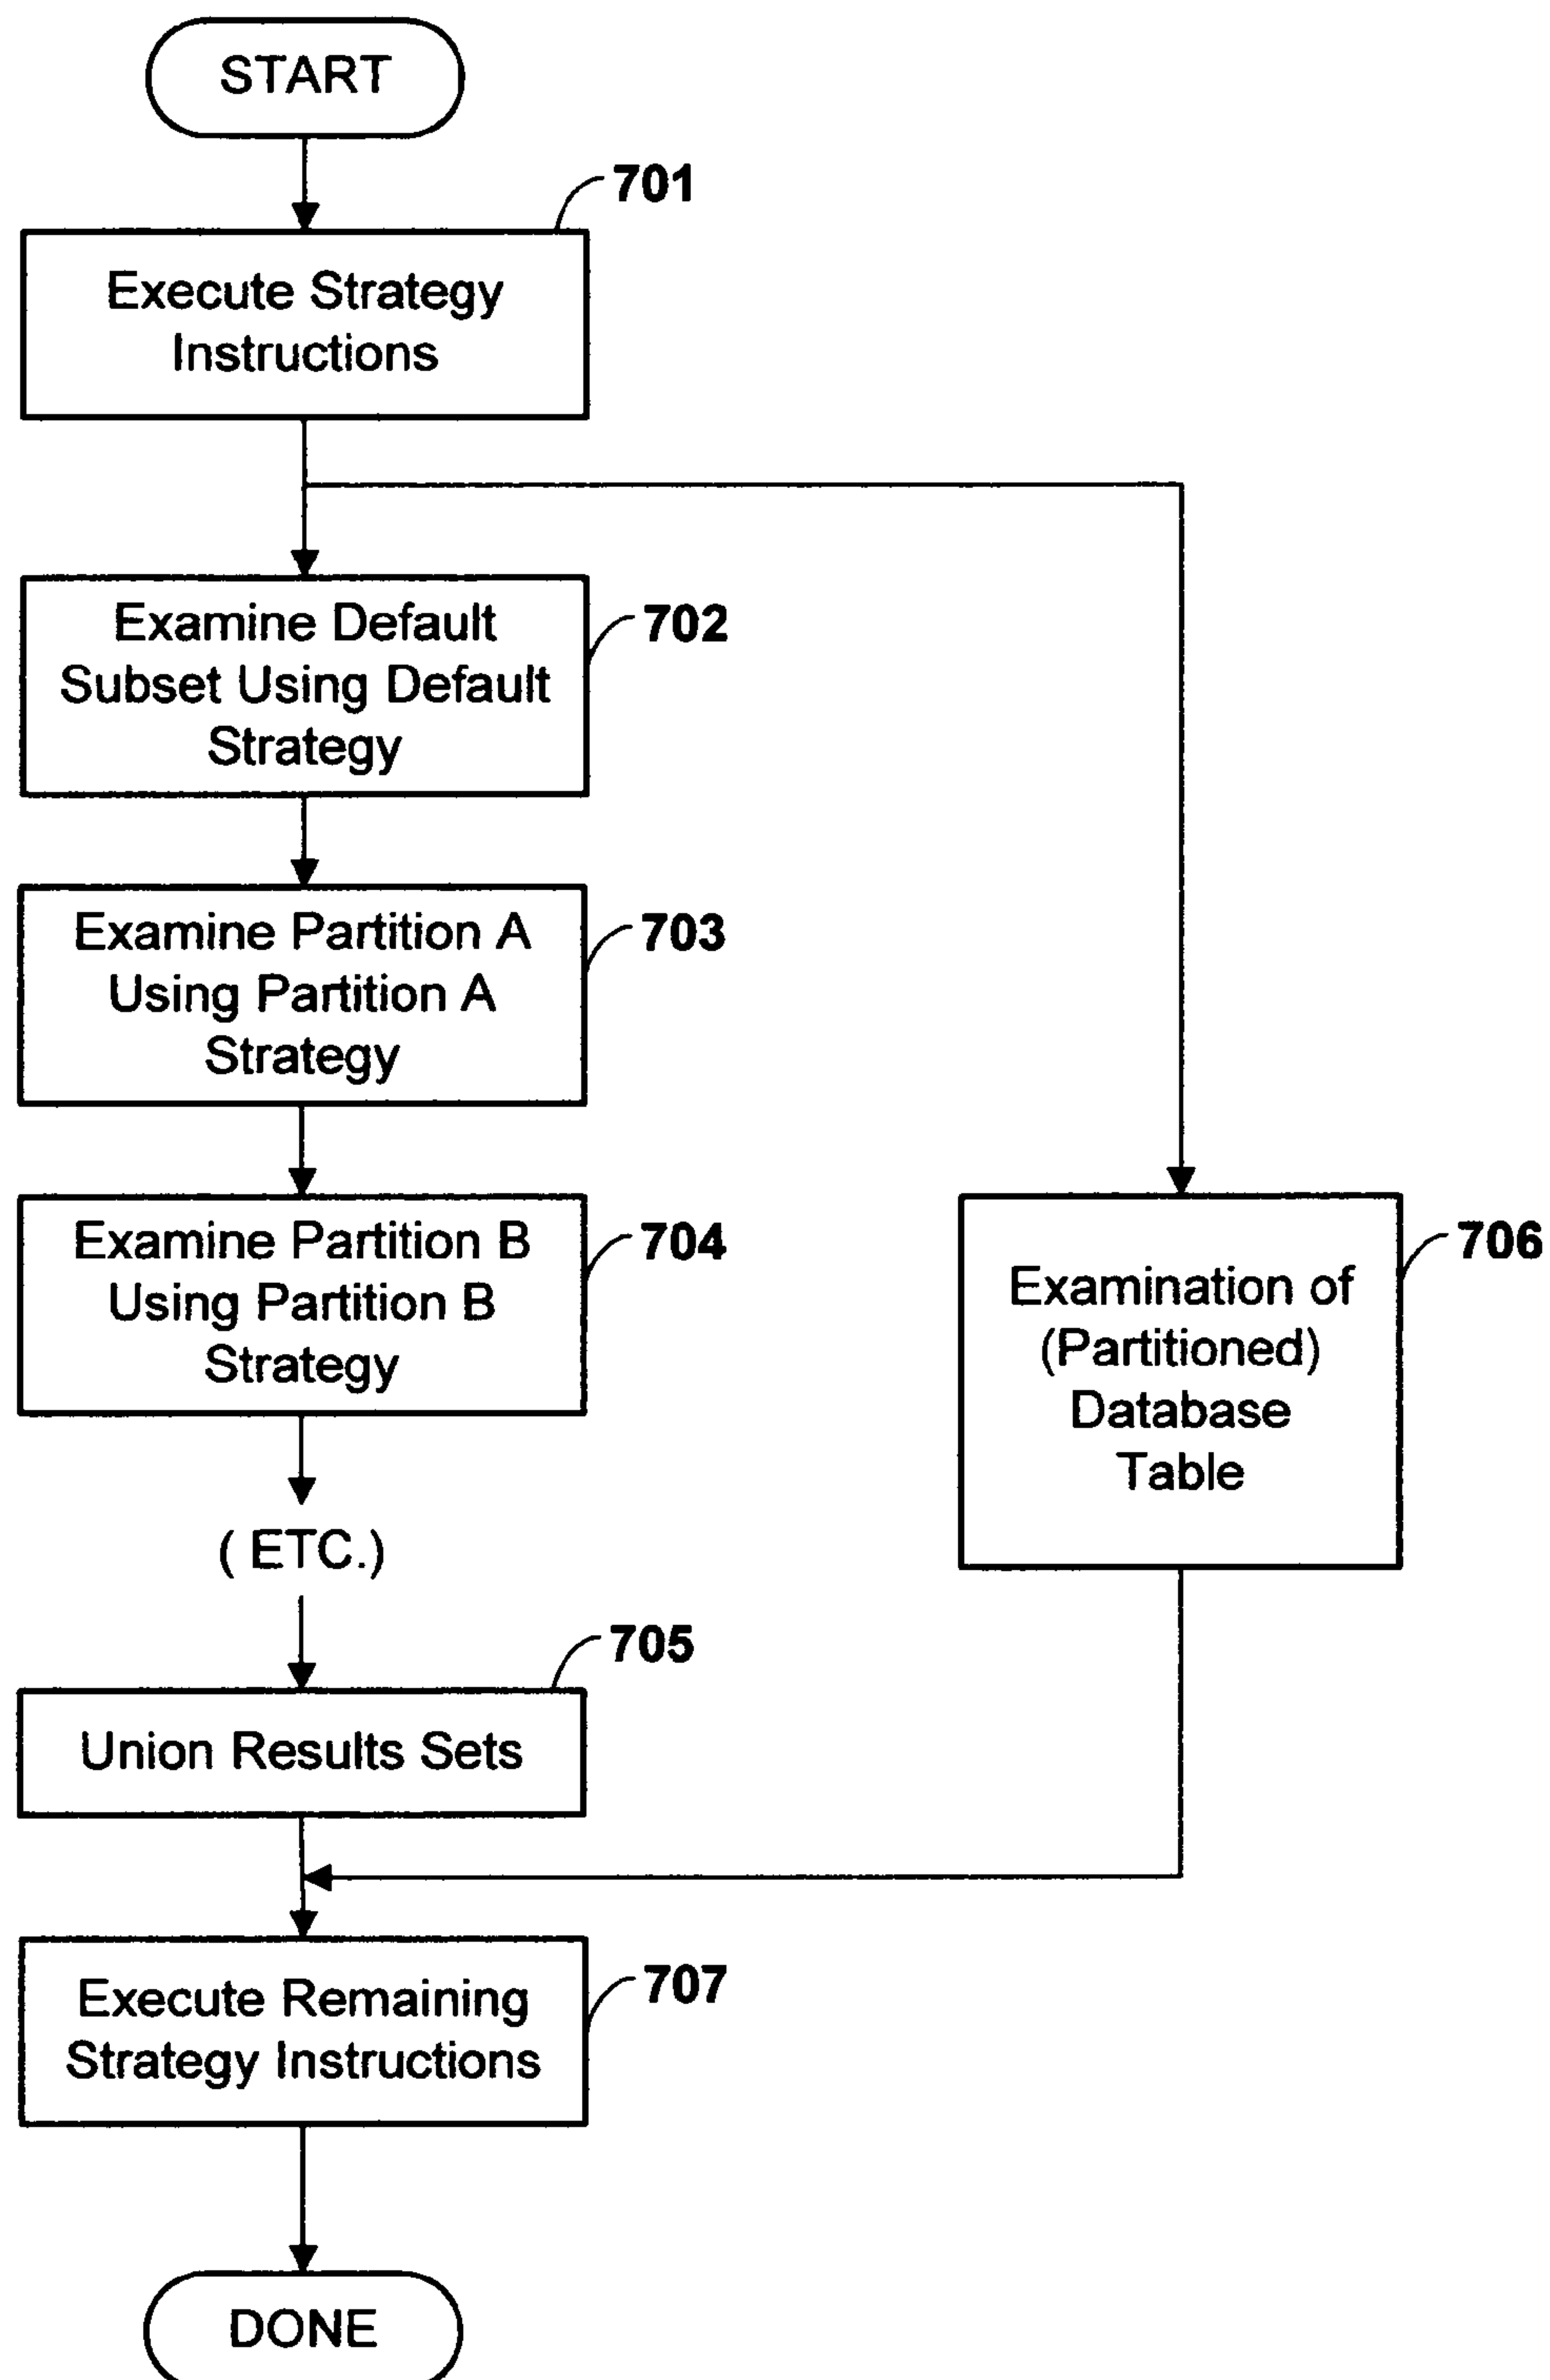 START
701
Execute Strategy
Instructions
702
Examine Default
Subset Using Default
Strategy
703
Examine Partition A
Using Partition A
Strategy
704
Examine Partition B
Using Partition B
Strategy
706
Examination of
(Partitioned)
Database
Table
( ETC.)
705
Union Results Sets
707
Execute Remaining
Strategy Instructions
DONE